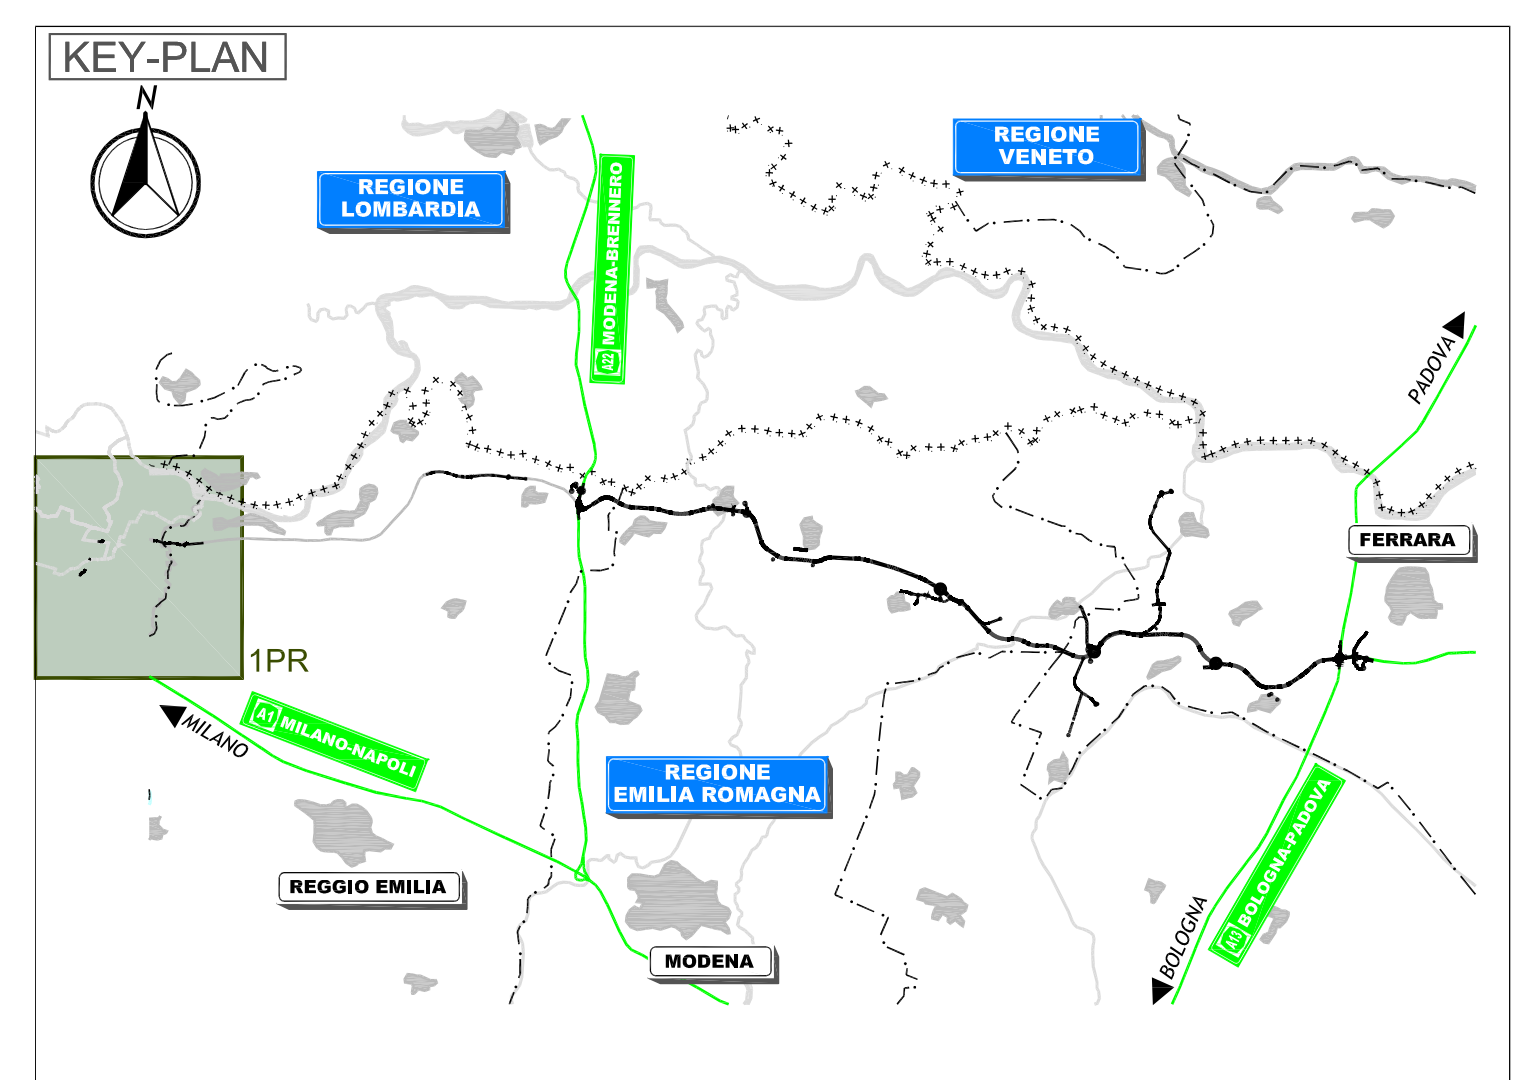 KEY-PLAN
N
REGIONE
VENETO
REGIONE
LOMBARDIA
A22 MODENA-BRENNERO
PADOVA
FERRARA
1PR
A1 MILANO-NAPOLI
MILANO
REGIONE
EMILIA ROMAGNA
A13 BOLOGNA-PADOVA
REGGIO EMILIA
BOLOGNA
MODENA